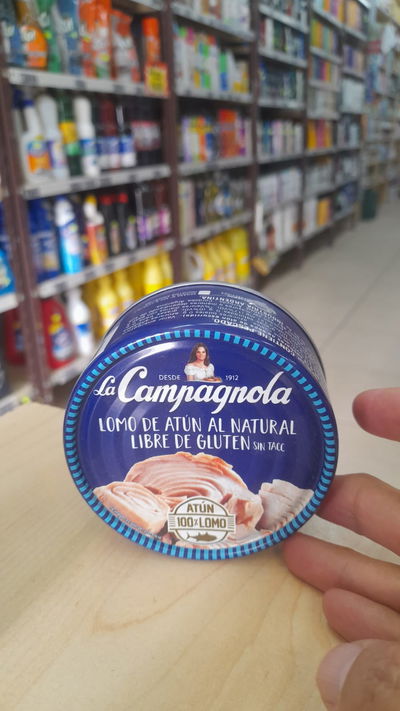 DESDE 1912
La Campagnola
LOMO DE ATÚN AL NATURAL
LIBRE DE GLUTEN SIN TACC
ATÚN
100% LOMO